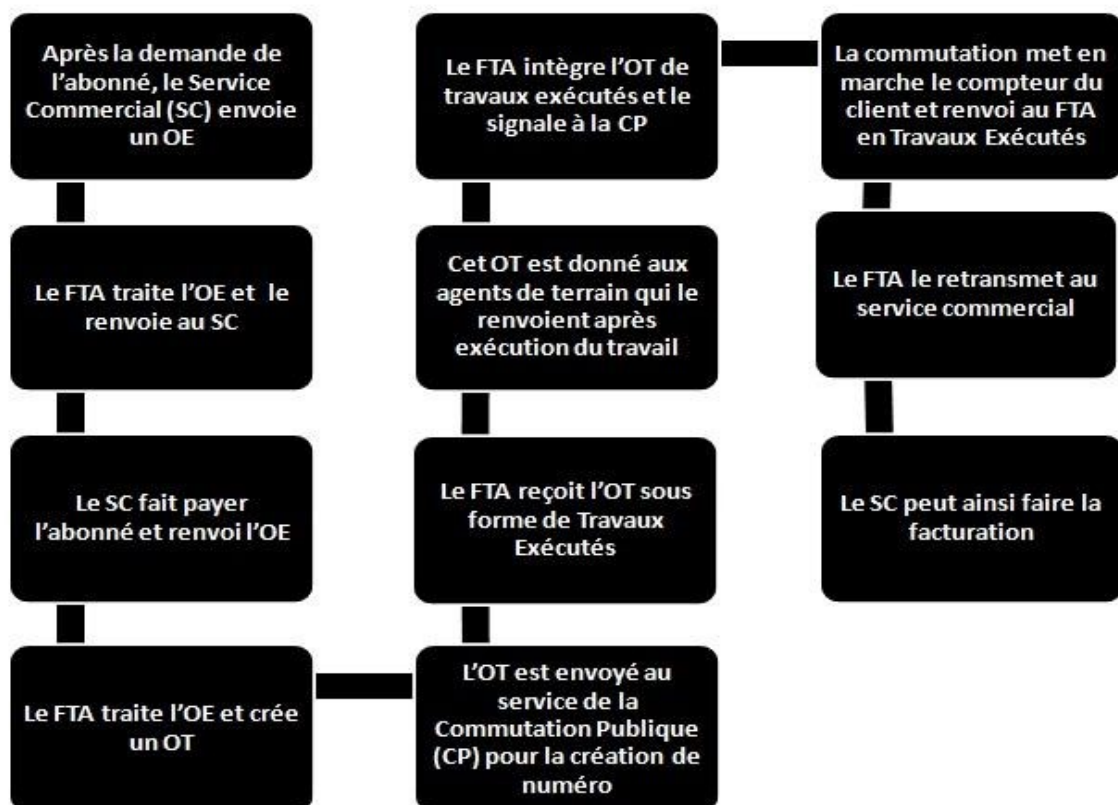 Après la demande de
l'abonné, le Service
Commercial (SC) envoie
un OE
Le FTA traite l'OE et le
renvoie au SC
Le SC fait payer
l'abonné et renvoi l'OE
Le FTA traite l'OE et crée
un OT
L'OT est envoyé au
service de la
Commutation Publique
(CP) pour la création de
numéro
Le FTA reçoit l'OT sous
forme de Travaux
Exécutés
Cet OT est donné aux
agents de terrain qui le
renvoient après
exécution du travail
Le FTA intègre l'OT de
travaux exécutés et le
signale à la CP
La commutation met en
marche le compteur du
client et renvoi au FTA
en Travaux Exécutés
Le FTA le retransmet au
service commercial
Le SC peut ainsi faire la
facturation